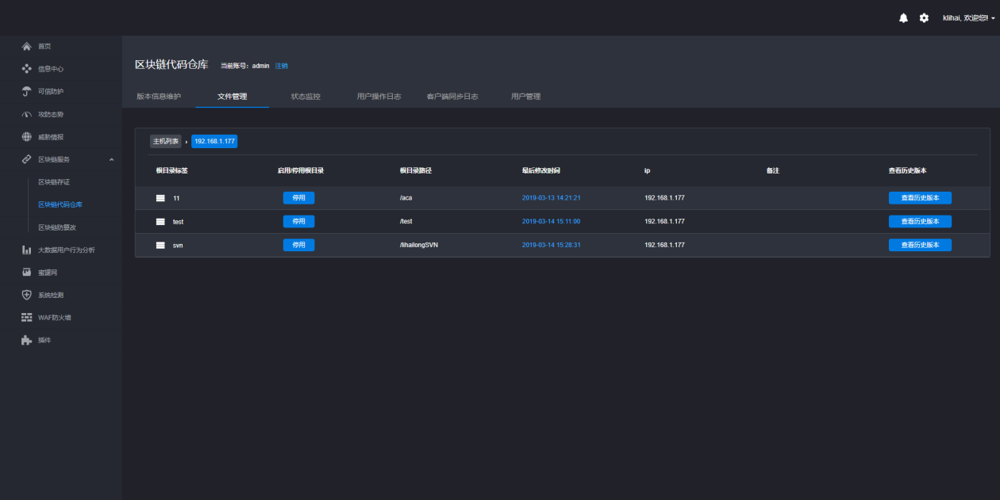 klihai, 欢迎您!
首页
信息中心
可信防护
攻防态势
威胁情报
区块链服务
区块链存证
区块链代码仓库
区块链防篡改
大数据用户行为分析
蜜罐网
系统检测
WAF防火墙
插件
区块链代码仓库 当前账号：admin 注销
版本信息维护 文件管理 状态监控 用户操作日志 客户端同步日志 用户管理
主机列表 › 192.168.1.177
根目录标签 启用/停用根目录 根目录路径 最后修改时间 ip 备注 查看历史版本
11 停用 /aca 2019-03-13 14:21:21 192.168.1.177 查看历史版本
test 停用 /test 2019-03-14 15:11:00 192.168.1.177 查看历史版本
svn 停用 /lihailongSVN 2019-03-14 15:28:31 192.168.1.177 查看历史版本